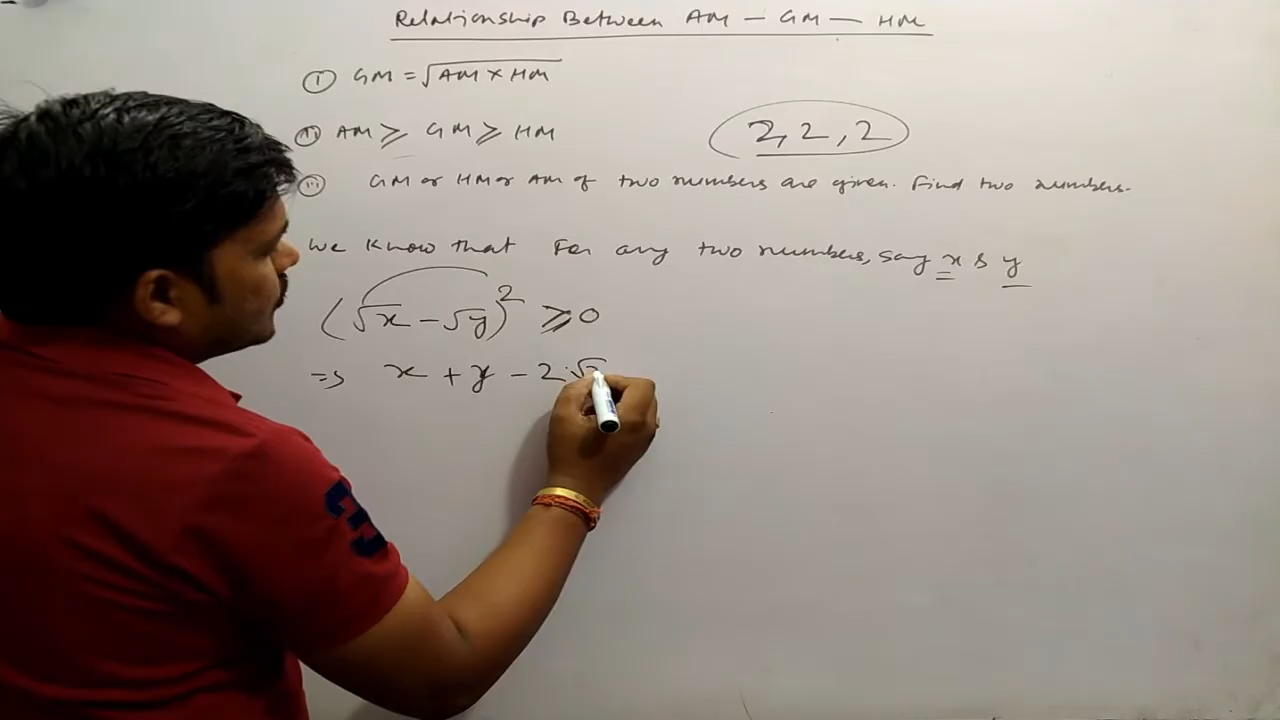 Relationship Between AM — GM — HM
(i) GM = √AM × HM
(ii) AM ⩾ GM ⩾ HM
2, 2, 2
(iii) GM or HM or AM of two numbers are given. Find two numbers.
We know that For any two numbers, say x & y
(√x − √y)² ⩾ 0
⇒ x + y − 2·√
3